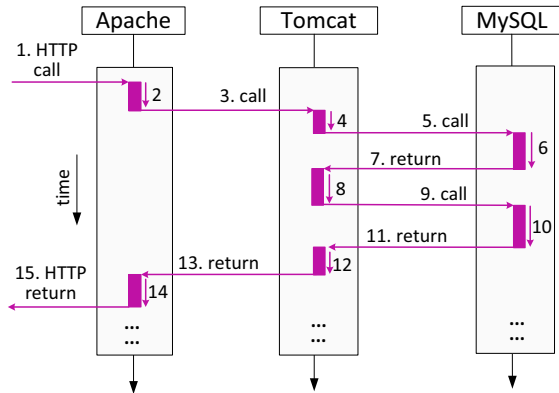 Apache
Tomcat
MySQL
1. HTTP
call
2
3. call
4
5. call
6
7. return
8
9. call
10
11. return
12
13. return
14
15. HTTP
return
time
...
...
...
...
...
...